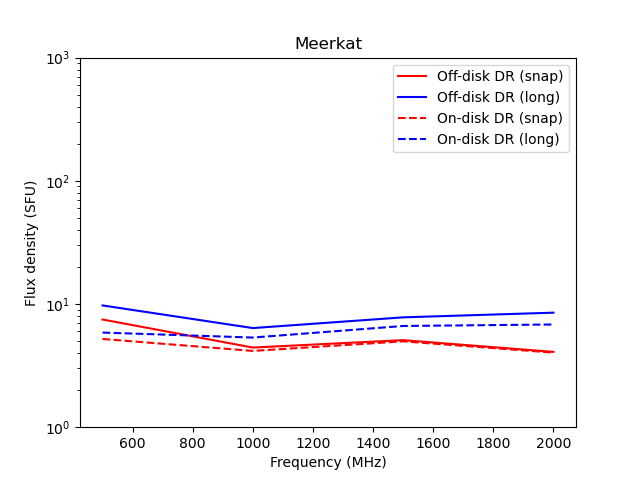 Meerkat
10³
10²
10¹
10⁰
Flux density (SFU)
Off-disk DR (snap)
Off-disk DR (long)
On-disk DR (snap)
On-disk DR (long)
600 800 1000 1200 1400 1600 1800 2000
Frequency (MHz)